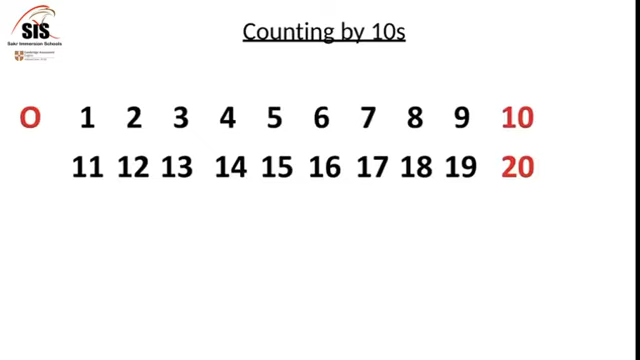 SIS
Sakr Immersion Schools
Counting by 10s
0 1 2 3 4 5 6 7 8 9 10
11 12 13 14 15 16 17 18 19 20